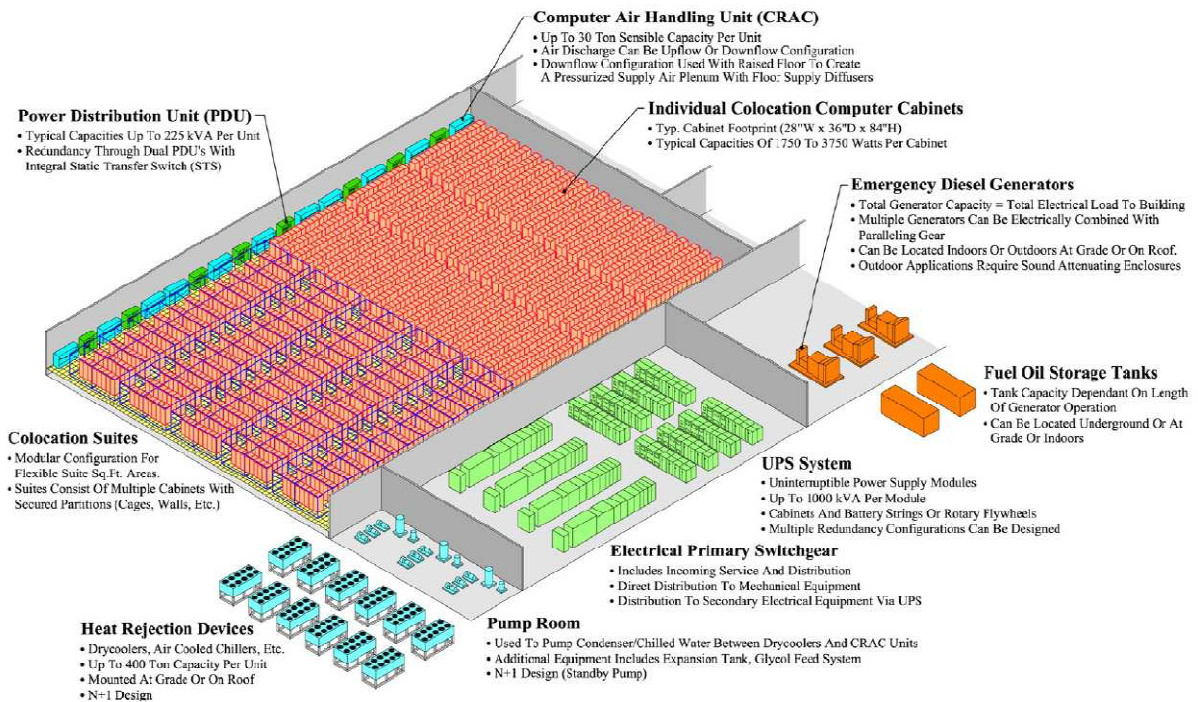 Computer Air Handling Unit (CRAC)
• Up To 30 Ton Sensible Capacity Per Unit
• Air Discharge Can Be Upflow Or Downflow Configuration
• Downflow Configuration Used With Raised Floor To Create
A Pressurized Supply Air Plenum With Floor Supply Diffusers
Power Distribution Unit (PDU)
• Typical Capacities Up To 225 kVA Per Unit
• Redundancy Through Dual PDU's With
Integral Static Transfer Switch (STS)
Individual Colocation Computer Cabinets
• Typ. Cabinet Footprint (28"W x 36"D x 84"H)
• Typical Capacities Of 1750 To 3750 Watts Per Cabinet
Emergency Diesel Generators
• Total Generator Capacity = Total Electrical Load To Building
• Multiple Generators Can Be Electrically Combined With
Paralleling Gear
• Can Be Located Indoors Or Outdoors At Grade Or On Roof.
• Outdoor Applications Require Sound Attenuating Enclosures
Fuel Oil Storage Tanks
• Tank Capacity Dependant On Length
Of Generator Operation
• Can Be Located Underground Or At
Grade Or Indoors
Colocation Suites
• Modular Configuration For
Flexible Suite Sq.Ft. Areas.
• Suites Consist Of Multiple Cabinets With
Secured Partitions (Cages, Walls, Etc.)
UPS System
• Uninterruptible Power Supply Modules
• Up To 1000 kVA Per Module
• Cabinets And Battery Strings Or Rotary Flywheels
• Multiple Redundancy Configurations Can Be Designed
Electrical Primary Switchgear
• Includes Incoming Service And Distribution
• Direct Distribution To Mechanical Equipment
• Distribution To Secondary Electrical Equipment Via UPS
Pump Room
• Used To Pump Condenser/Chilled Water Between Drycoolers And CRAC Units
• Additional Equipment Includes Expansion Tank, Glycol Feed System
• N+1 Design (Standby Pump)
Heat Rejection Devices
• Drycoolers, Air Cooled Chillers, Etc.
• Up To 400 Ton Capacity Per Unit
• Mounted At Grade Or On Roof
• N+1 Design